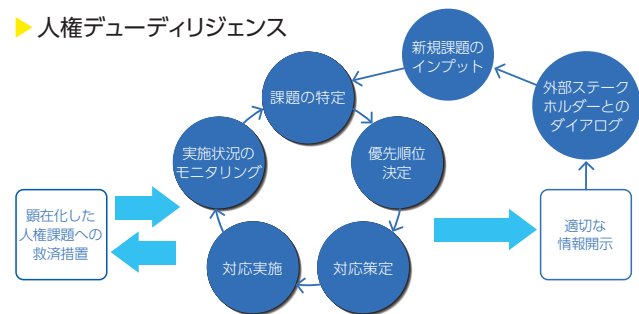 人権デューディリジェンス
新規課題の
インプット
課題の特定
外部ステーク
ホルダーとの
ダイアログ
実施状況の
モニタリング
優先順位
決定
顕在化した
人権課題への
救済措置
適切な
情報開示
対応実施
対応策定